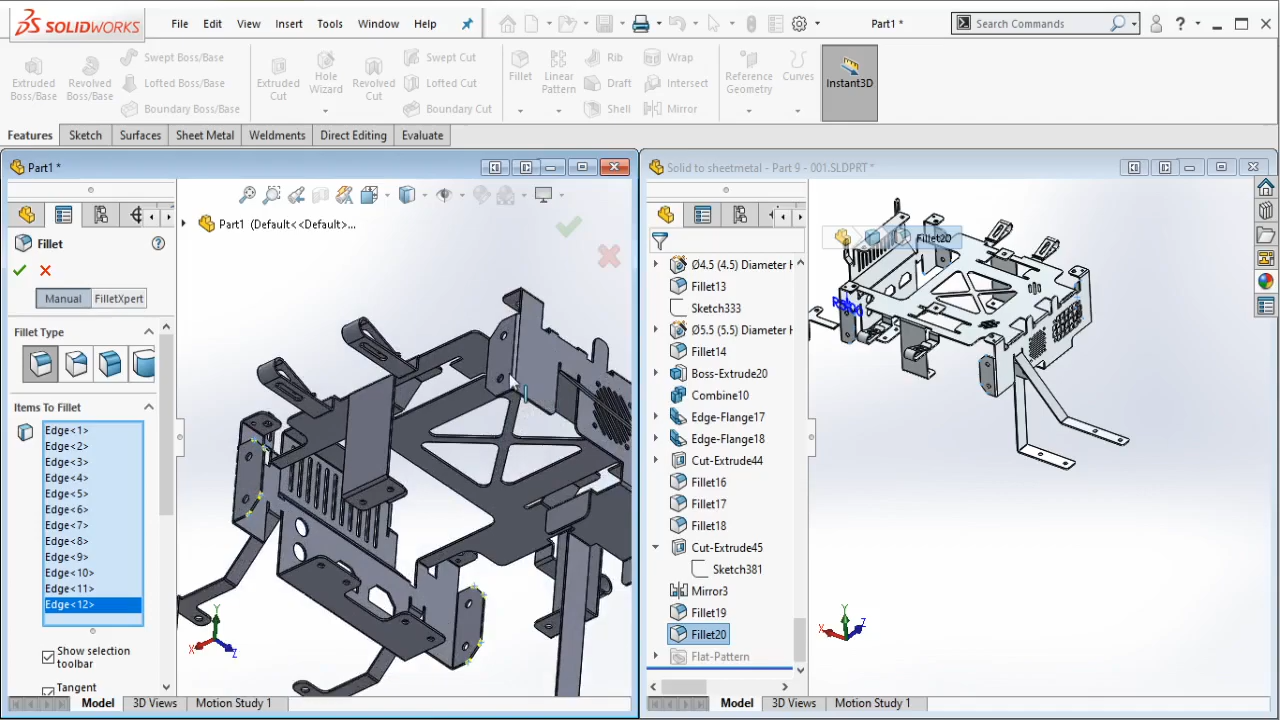 SOLIDWORKS File Edit View Insert Tools Window Help Part1 * Search Commands ?
Extruded Boss/Base Revolved Boss/Base Swept Boss/Base Lofted Boss/Base Boundary Boss/Base Extruded Cut Hole Wizard Revolved Cut Swept Cut Lofted Cut Boundary Cut Fillet Linear Pattern Rib Draft Shell Wrap Intersect Mirror Reference Geometry Curves Instant3D
Features Sketch Surfaces Sheet Metal Weldments Direct Editing Evaluate
Part1 *
Part1 (Default<<Default>...
Fillet ?
Manual FilletXpert
Fillet Type
Items To Fillet
Edge<1>
Edge<2>
Edge<3>
Edge<4>
Edge<5>
Edge<6>
Edge<7>
Edge<8>
Edge<9>
Edge<10>
Edge<11>
Edge<12>
Show selection
toolbar
Tangent
Y
X
Z
Model 3D Views Motion Study 1
Solid to sheetmetal - Part 9 - 001.SLDPRT *
Fillet20
Ø4.5 (4.5) Diameter H
Fillet13
Sketch333
Ø5.5 (5.5) Diameter H
Fillet14
Boss-Extrude20
Combine10
Edge-Flange17
Edge-Flange18
Cut-Extrude44
Fillet16
Fillet17
Fillet18
Cut-Extrude45
Sketch381
Mirror3
Fillet19
Fillet20
Flat-Pattern
Y
X
Z
Model 3D Views Motion Study 1